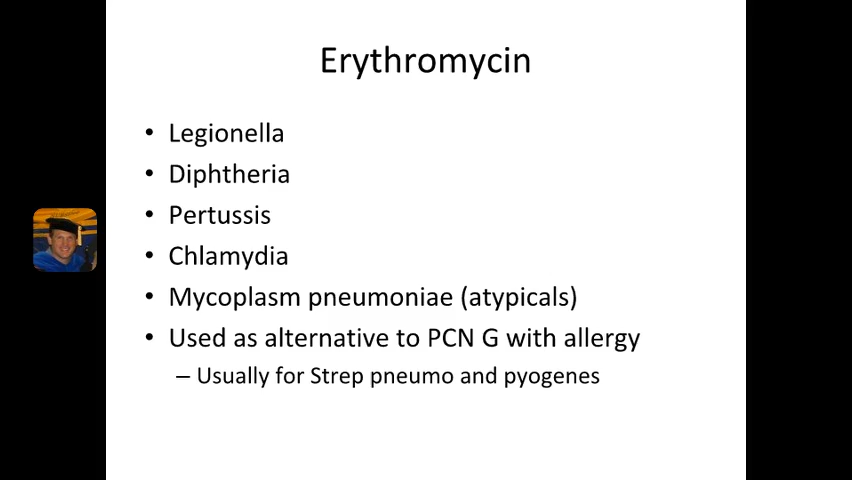 Erythromycin
• Legionella
• Diphtheria
• Pertussis
• Chlamydia
• Mycoplasm pneumoniae (atypicals)
• Used as alternative to PCN G with allergy
– Usually for Strep pneumo and pyogenes